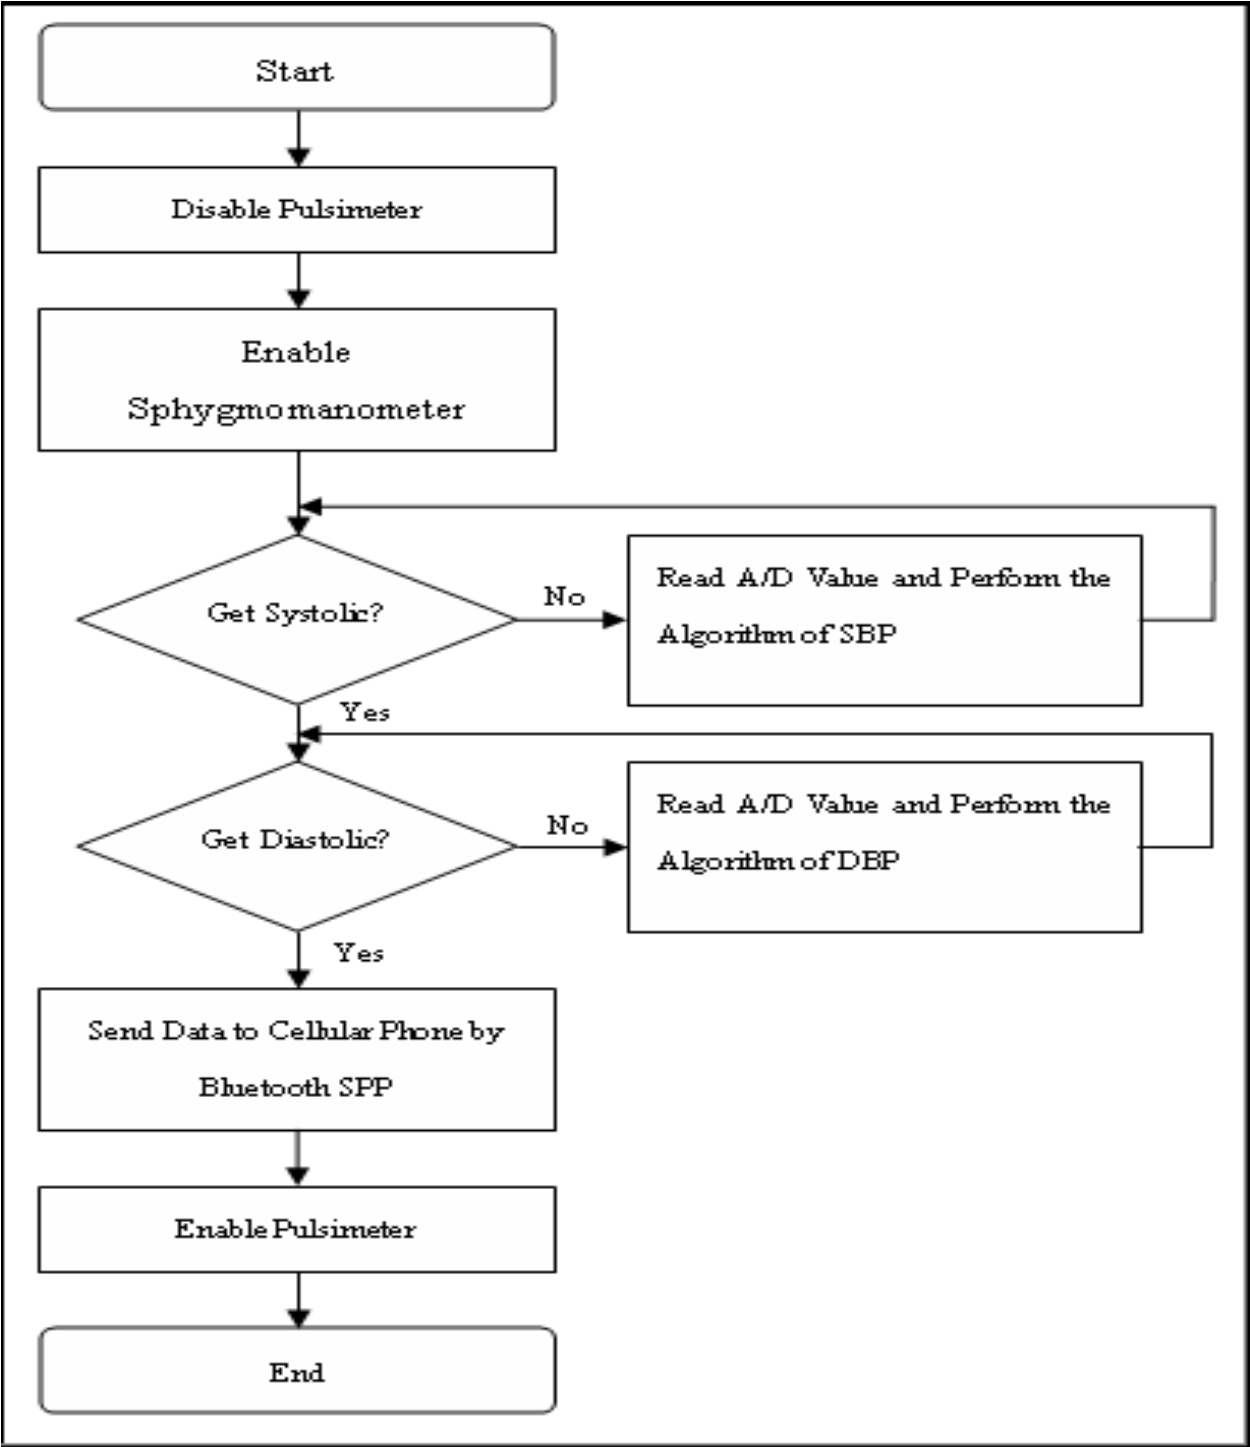 Start
Disable Pulsimeter
Enable
Sphygmomanometer
Get Systolic?
No
Read A/D Value and Perform the
Algorithm of SBP
Yes
Get Diastolic?
No
Read A/D Value and Perform the
Algorithm of DBP
Yes
Send Data to Cellular Phone by
Bluetooth SPP
Enable Pulsimeter
End